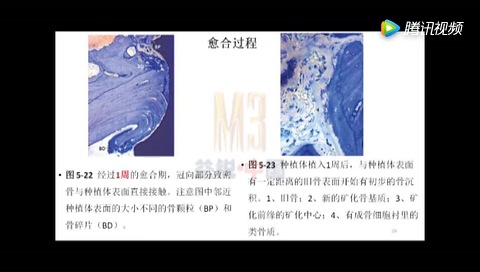 腾讯视频
愈合过程
BP
BD
M3
• 图 5-22 经过1周的愈合期，冠向部分致密
骨与种植体表面直接接触。注意图中邻近
种植体表面的大小不同的骨颗粒（BP）和
骨碎片（BD）。
• 图 5-23 种植体植入1周后，与种植体表面
有一定距离的旧骨表面开始有初步的骨沉
积。1、旧骨；2、新的矿化骨基质；3、矿
化前缘的矿化中心；4、有成骨细胞衬里的
类骨质。